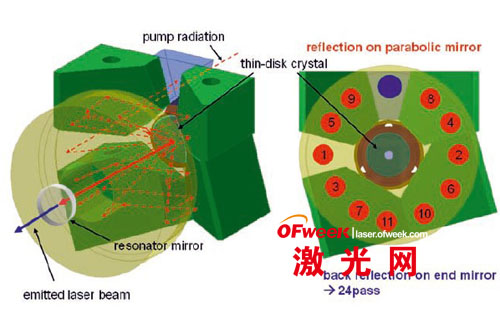 pump radiation
thin-disk crystal
reflection on parabolic mirror
9
8
5
4
1
2
3
6
7
10
11
resonator mirror
emitted laser beam
OFweek laser.ofweek.com
激光网
back reflection on end mirror
→ 24pass